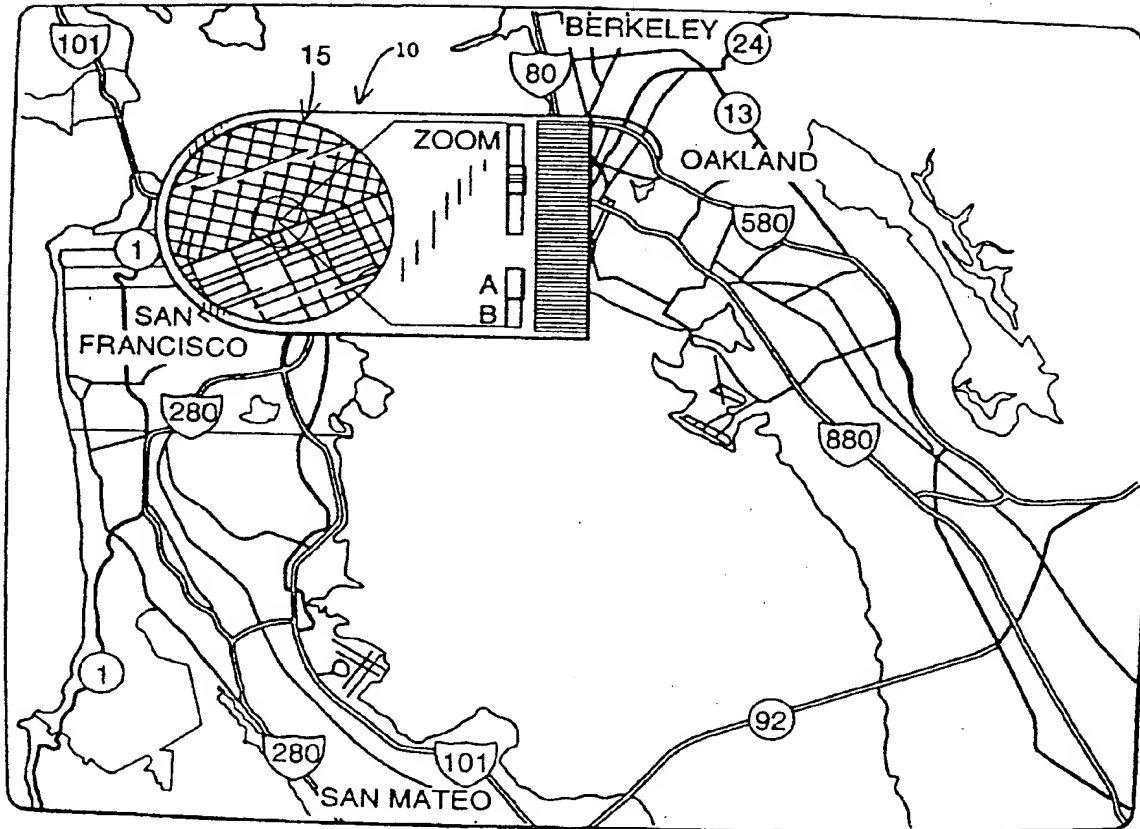 BERKELEY
101
24
15
10
80
ZOOM
13
OAKLAND
580
1
A
B
SAN
FRANCISCO
280
880
1
92
280
101
SAN MATEO